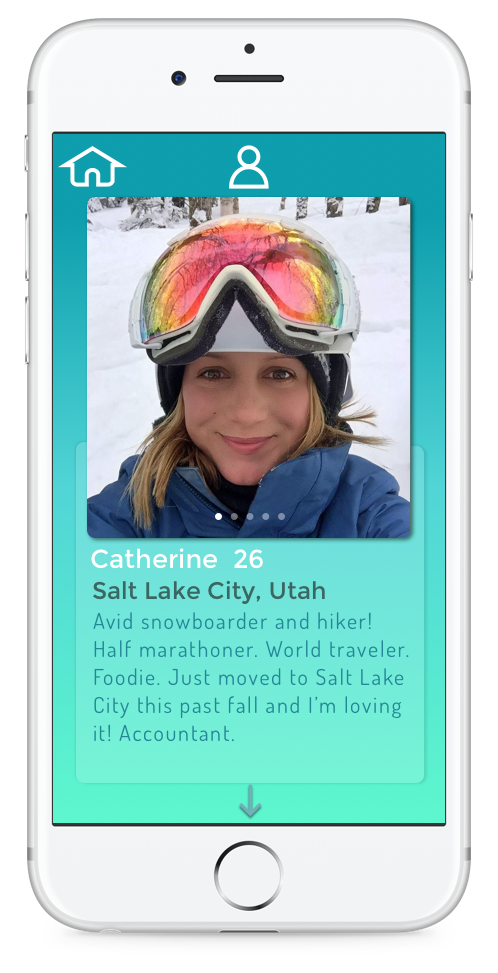 Catherine 26
Salt Lake City, Utah
Avid snowboarder and hiker!
Half marathoner. World traveler.
Foodie. Just moved to Salt Lake
City this past fall and I'm loving
it! Accountant.